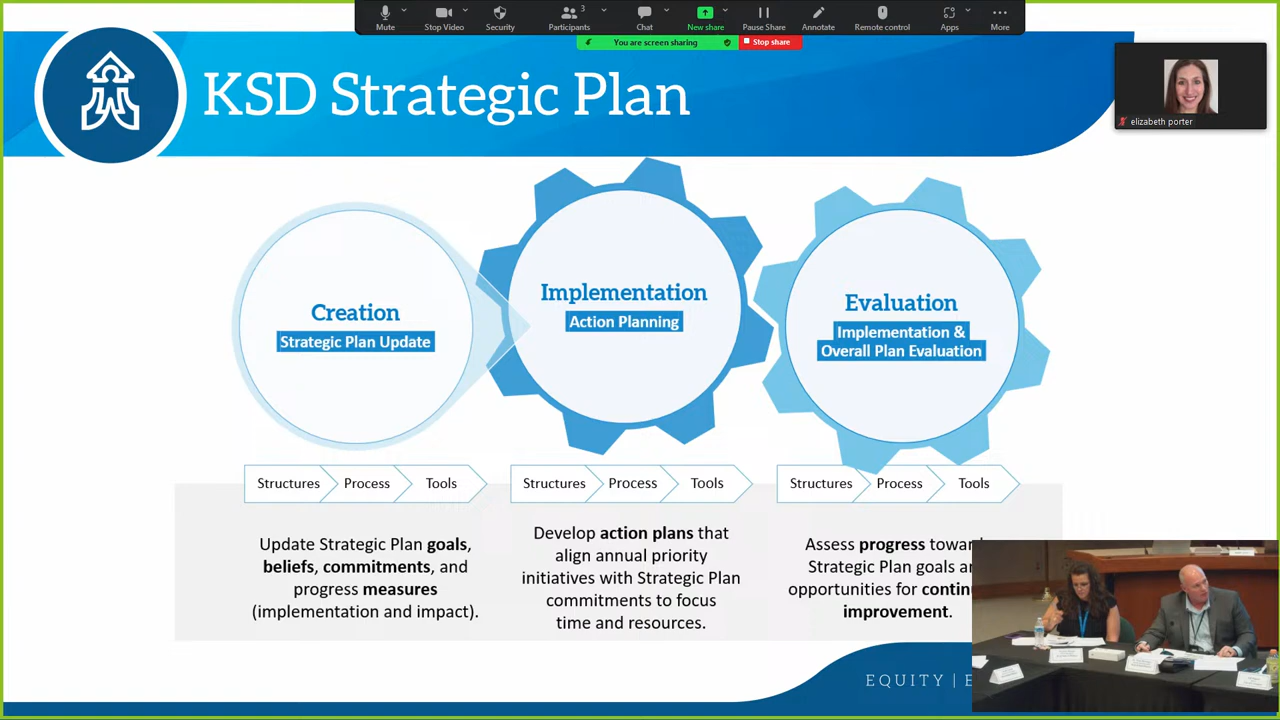 Mute
Stop Video
Security
Participants
3
Chat
New share
Pause Share
Annotate
Remote control
Apps
More
You are screen sharing
Stop share
KSD Strategic Plan
elizabeth porter
Creation
Strategic Plan Update
Implementation
Action Planning
Evaluation
Implementation &
Overall Plan Evaluation
Structures
Process
Tools
Structures
Process
Tools
Structures
Process
Tools
Update Strategic Plan goals,
beliefs, commitments, and
progress measures
(implementation and impact).
Develop action plans that
align annual priority
initiatives with Strategic Plan
commitments to focus
time and resources.
Assess progress
Strategic Plan goals
opportunities for
improvement.
EQUITY |